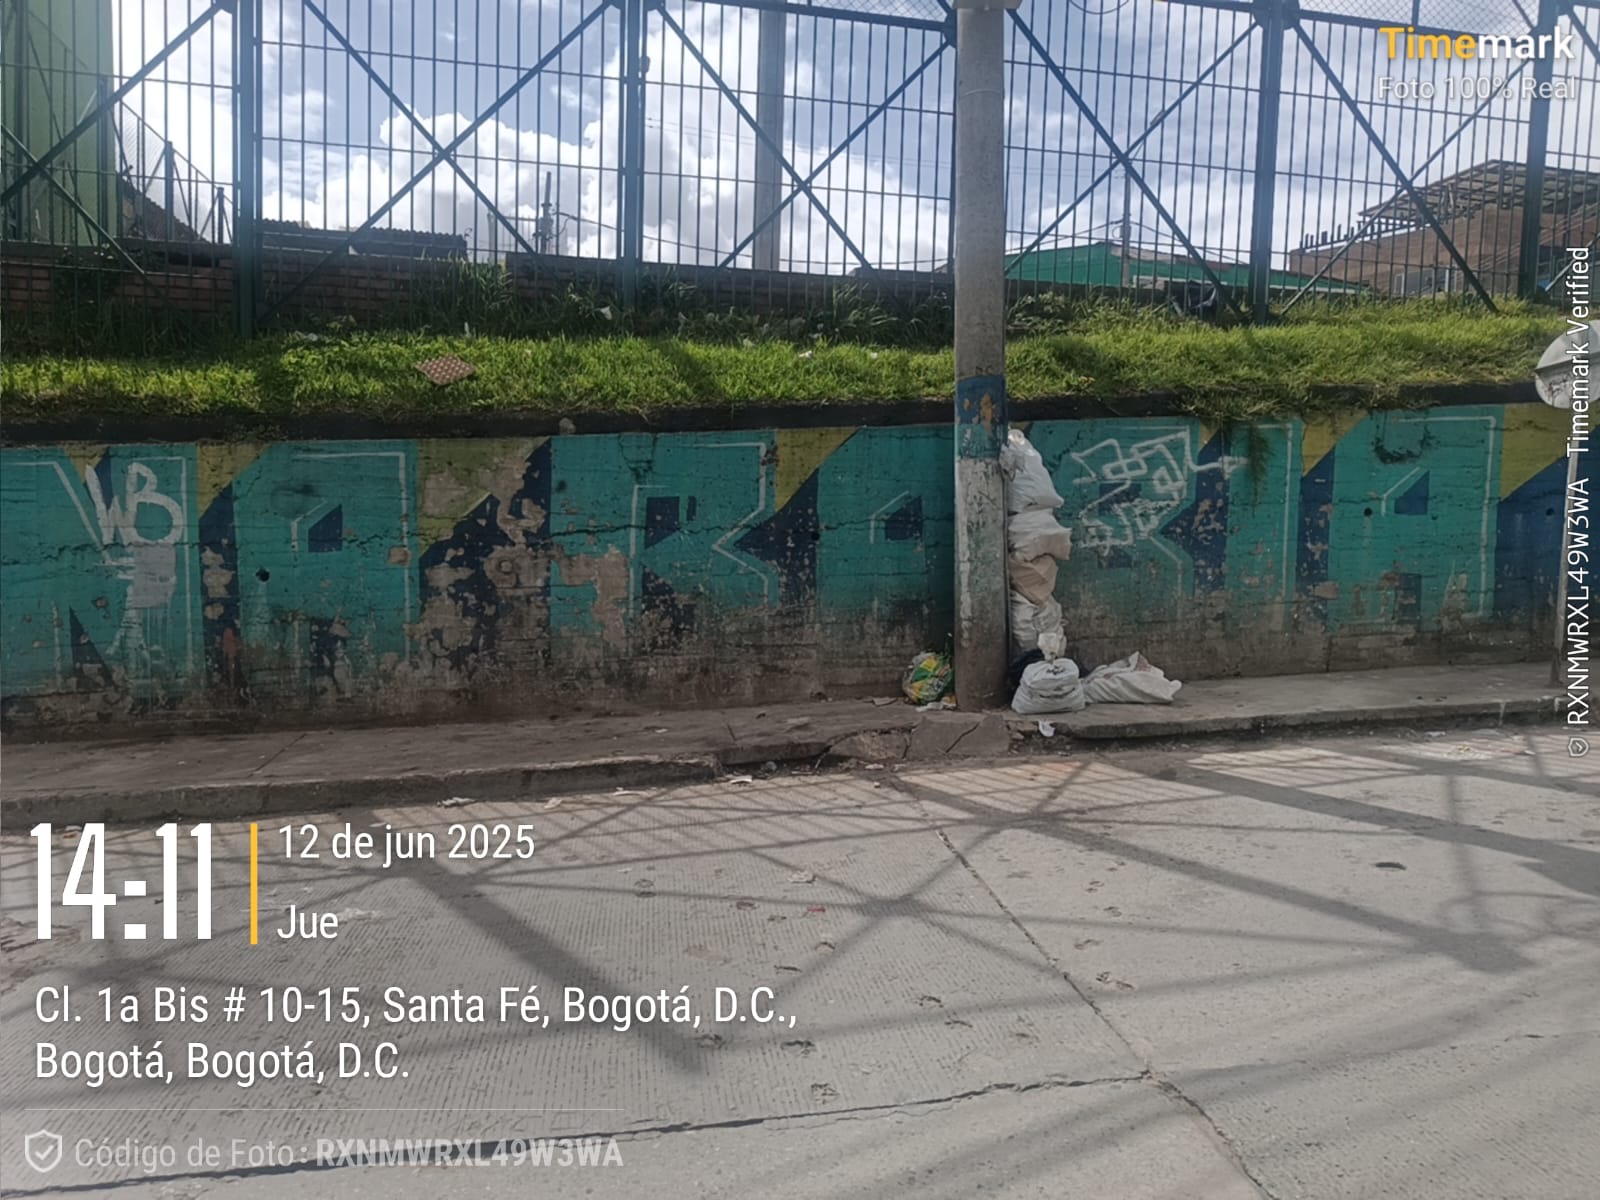 Timemark
Foto 100% Real
RXNMWRXL49W3WA Timemark Verified
WB
14:11
12 de jun 2025
Jue
Cl. 1a Bis # 10-15, Santa Fé, Bogotá, D.C.,
Bogotá, Bogotá, D.C.
Código de Foto: RXNMWRXL49W3WA